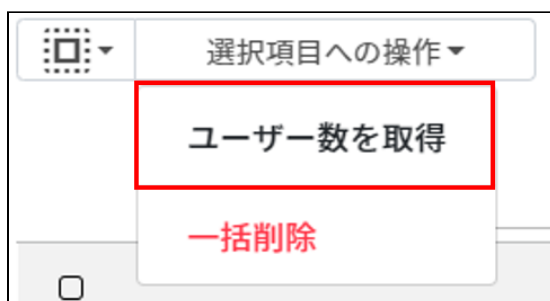 選択項目への操作
ユーザー数を取得
一括削除